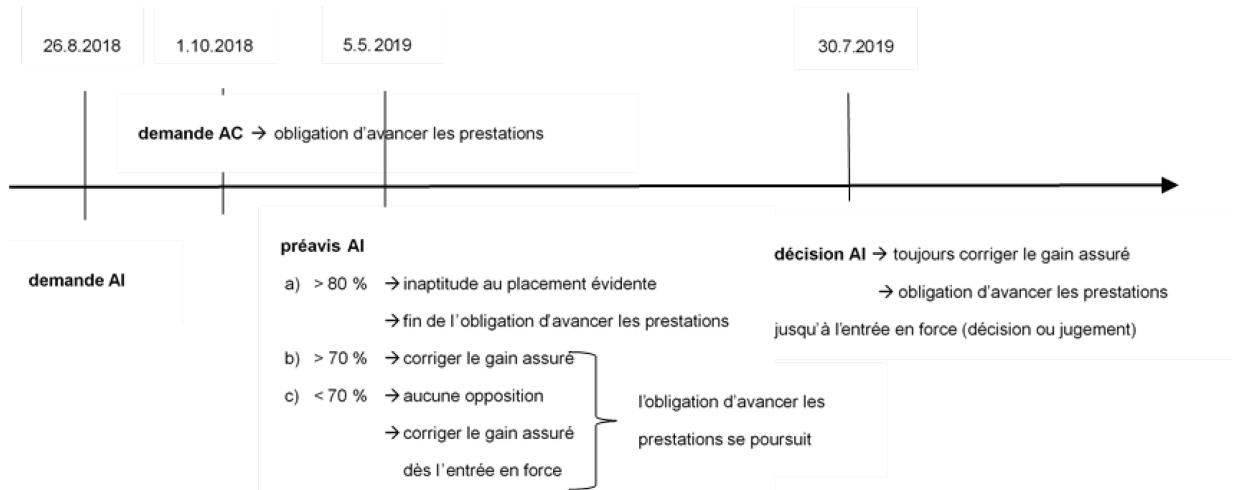 26.8.2018 1.10.2018 5.5.2019 30.7.2019
demande AC → obligation d'avancer les prestations
demande AI
préavis AI
a) > 80 % → inaptitude au placement évidente
→ fin de l'obligation d'avancer les prestations
b) > 70 % → corriger le gain assuré
c) < 70 % → aucune opposition
→ corriger le gain assuré
dès l'entrée en force
l'obligation d'avancer les
prestations se poursuit
décision AI → toujours corriger le gain assuré
→ obligation d'avancer les prestations
jusqu'à l'entrée en force (décision ou jugement)